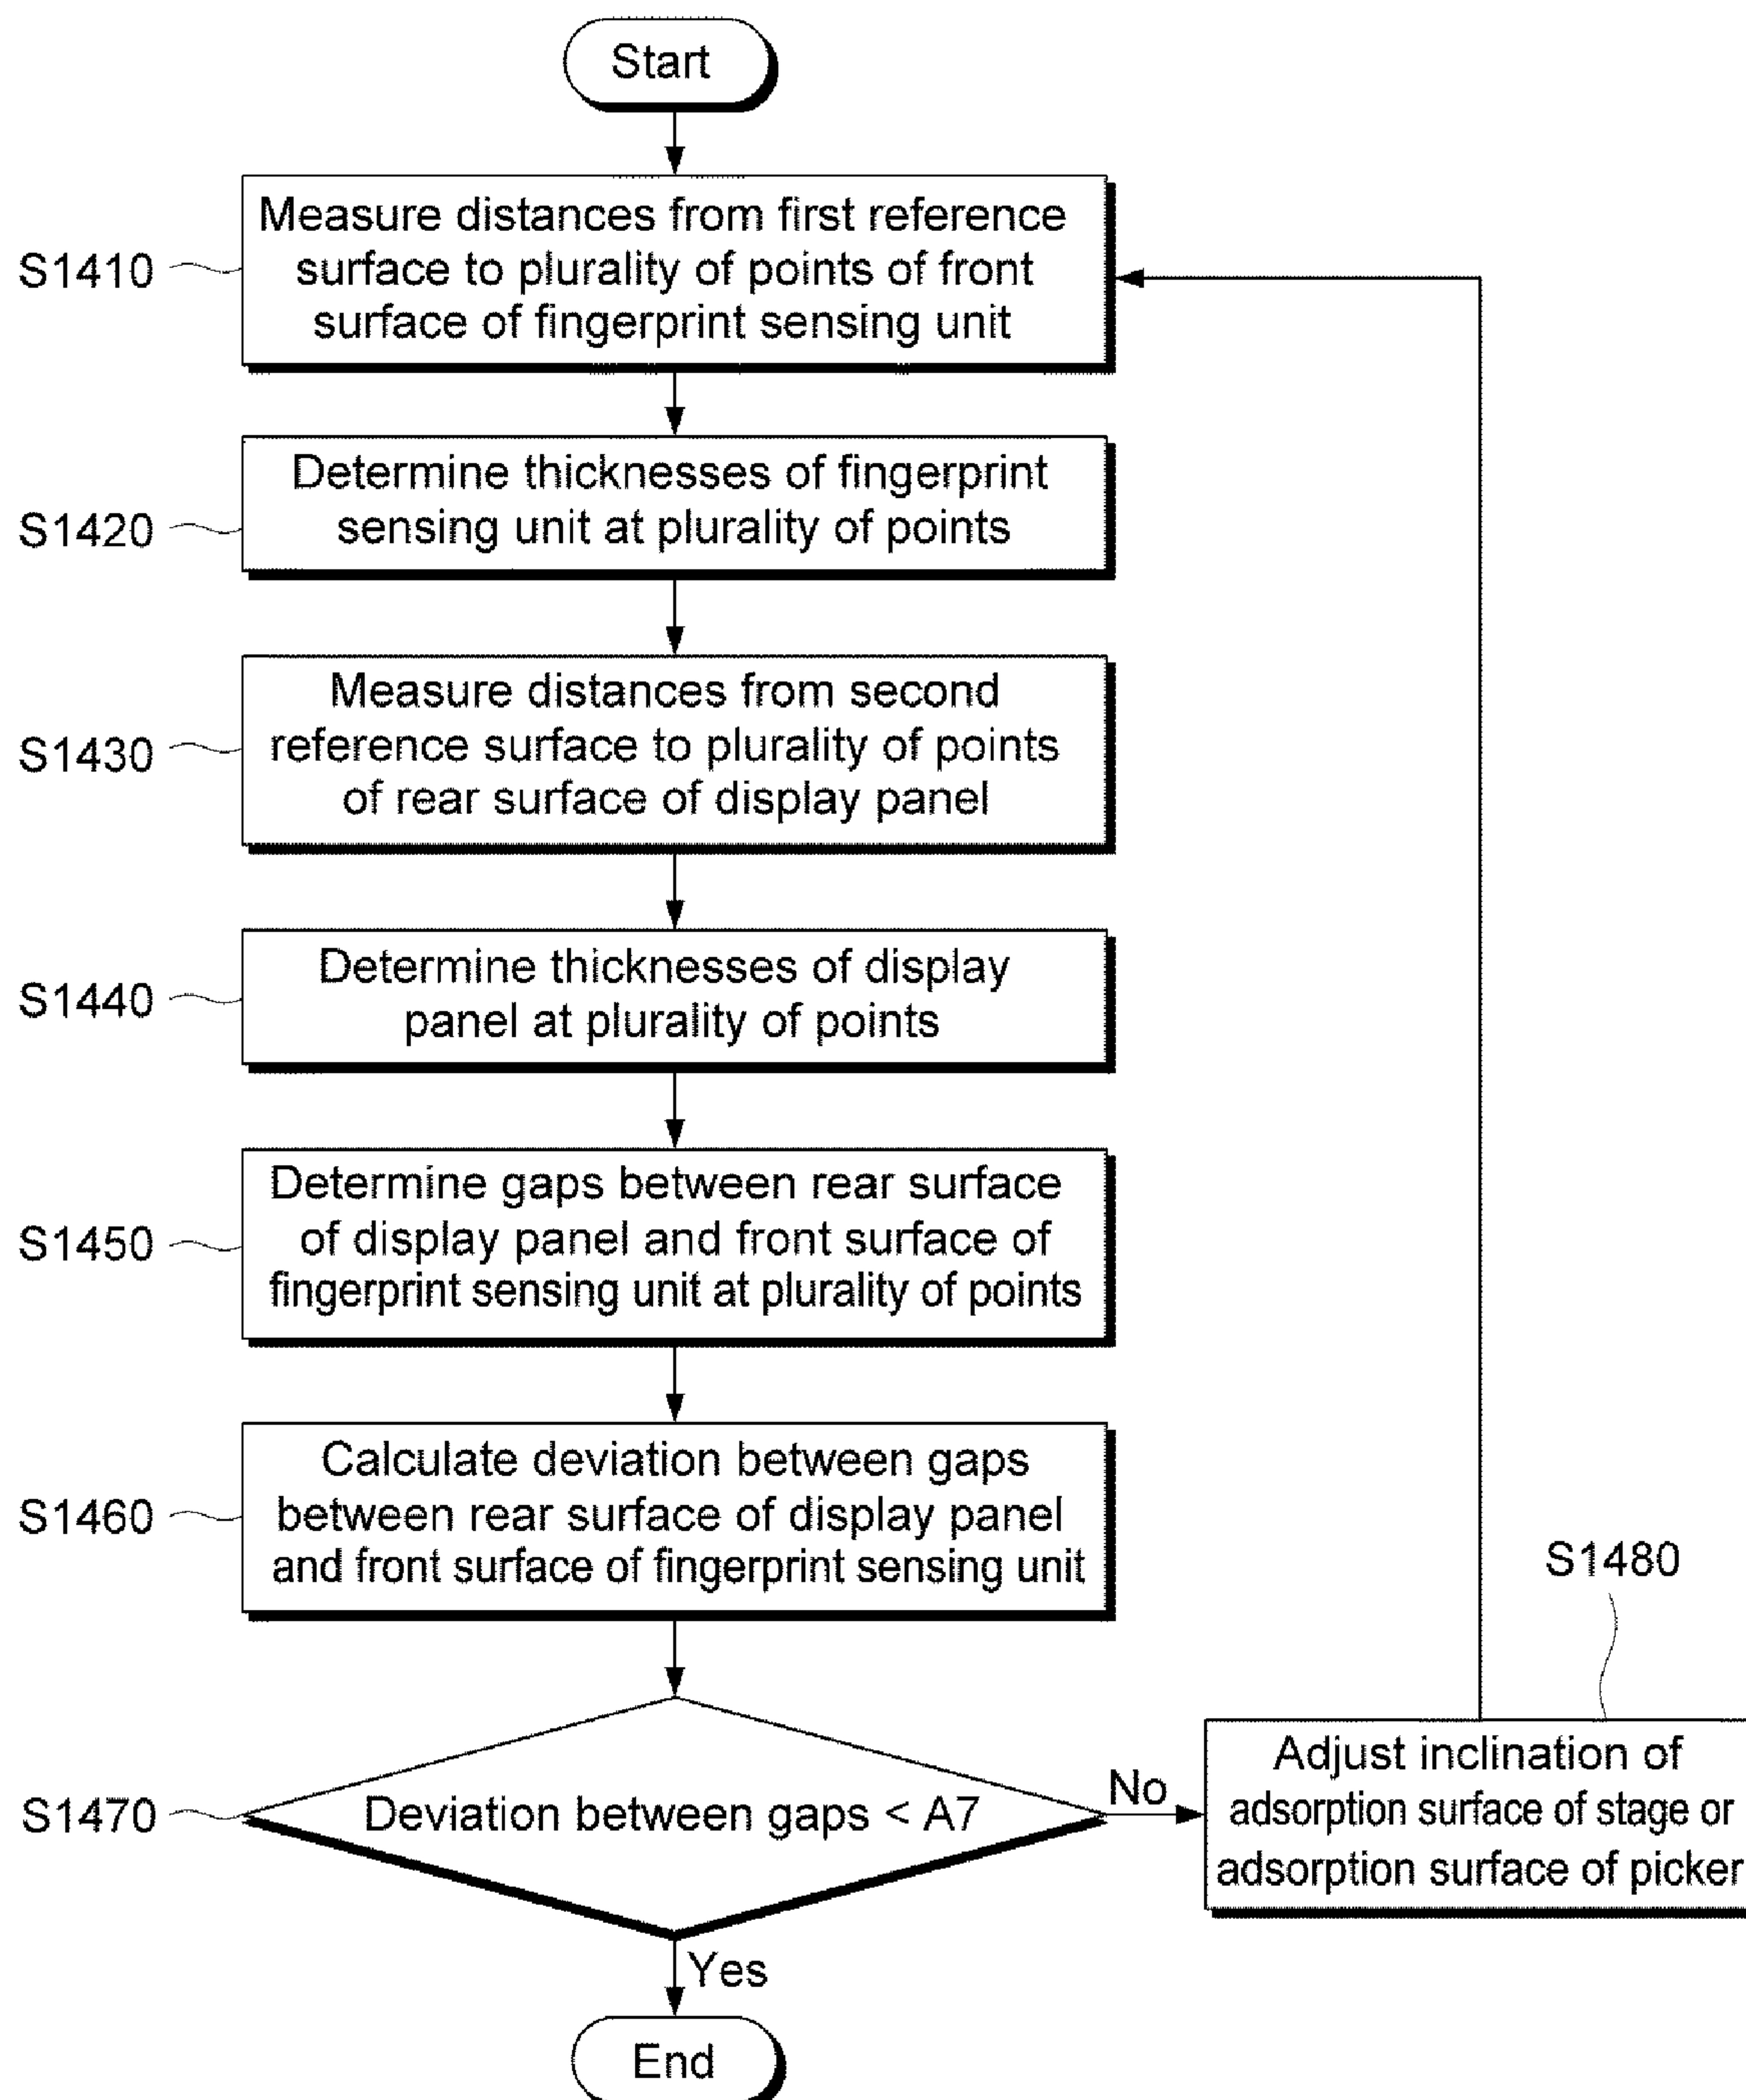 Start
S1410
Measure distances from first reference
surface to plurality of points of front
surface of fingerprint sensing unit
S1420
Determine thicknesses of fingerprint
sensing unit at plurality of points
S1430
Measure distances from second
reference surface to plurality of points
of rear surface of display panel
S1440
Determine thicknesses of display
panel at plurality of points
S1450
Determine gaps between rear surface
of display panel and front surface of
fingerprint sensing unit at plurality of points
S1460
Calculate deviation between gaps
between rear surface of display panel
and front surface of fingerprint sensing unit
S1470
Deviation between gaps < A7
No
S1480
Adjust inclination of
adsorption surface of stage or
adsorption surface of picker
Yes
End